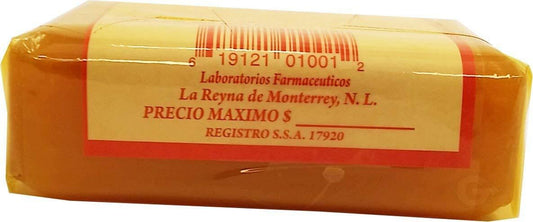 6 19121 01001 2
Laboratorios Farmaceuticos
La Reyna de Monterrey, N. L.
PRECIO MAXIMO $
REGISTRO S.S.A. 17920